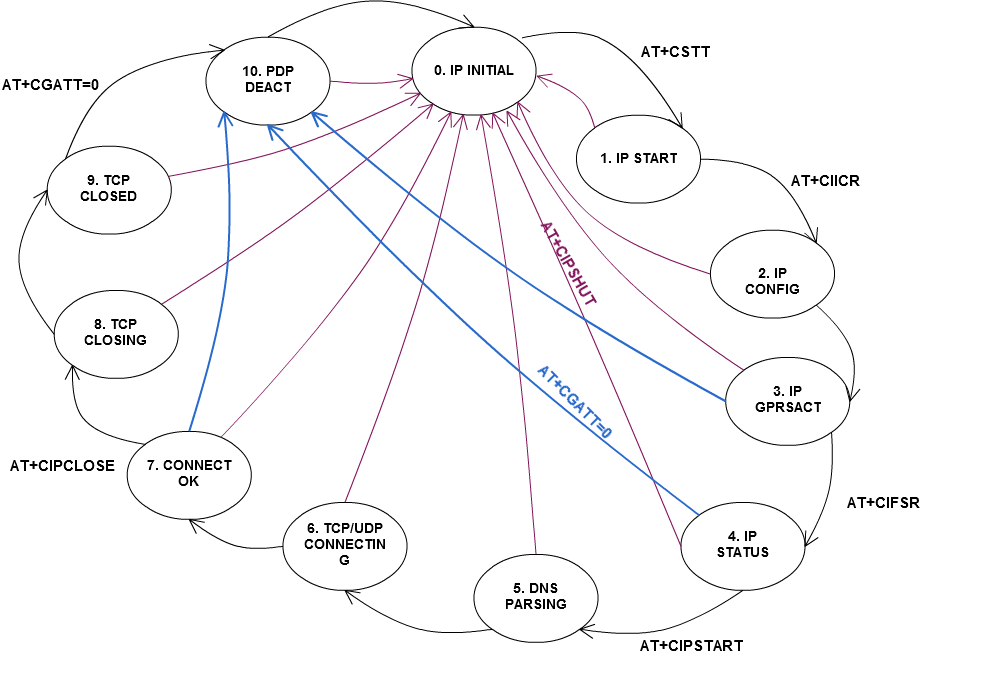 0. IP INITIAL
AT+CSTT
1. IP START
AT+CIICR
2. IP
CONFIG
3. IP
GPRSACT
AT+CIFSR
4. IP
STATUS
AT+CIPSTART
5. DNS
PARSING
6. TCP/UDP
CONNECTIN
G
7. CONNECT
OK
AT+CIPCLOSE
8. TCP
CLOSING
9. TCP
CLOSED
AT+CGATT=0
10. PDP
DEACT
AT+CIPSHUT
AT+CGATT=0